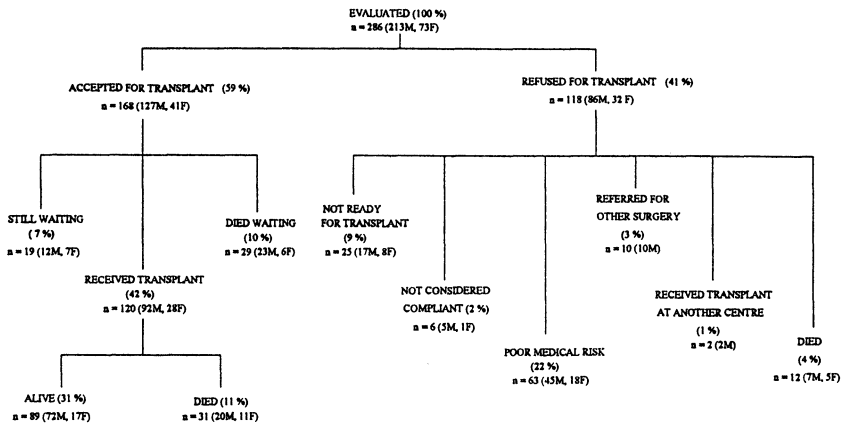 EVALUATED (100 %)
n = 286 (213M, 73F)
ACCEPTED FOR TRANSPLANT (59 %)
n = 168 (127M, 41F)
REFUSED FOR TRANSPLANT (41 %)
n = 118 (86M, 32 F)
STILL WAITING
( 7 %)
n = 19 (12M, 7F)
RECEIVED TRANSPLANT
(42 %)
n = 120 (92M, 28F)
DIED WAITING
(10 %)
n = 29 (23M, 6F)
ALIVE (31 %)
n = 89 (72M, 17F)
DIED (11 %)
n = 31 (20M, 11F)
NOT READY
FOR TRANSPLANT
(9 %)
n = 25 (17M, 8F)
NOT CONSIDERED
COMPLIANT (2 %)
n = 6 (5M, 1F)
POOR MEDICAL RISK
(22 %)
n = 63 (45M, 18F)
REFERRED FOR
OTHER SURGERY
(3 %)
n = 10 (10M)
RECEIVED TRANSPLANT
AT ANOTHER CENTRE
(1 %)
n = 2 (2M)
DIED
(4 %)
n = 12 (7M, 5F)